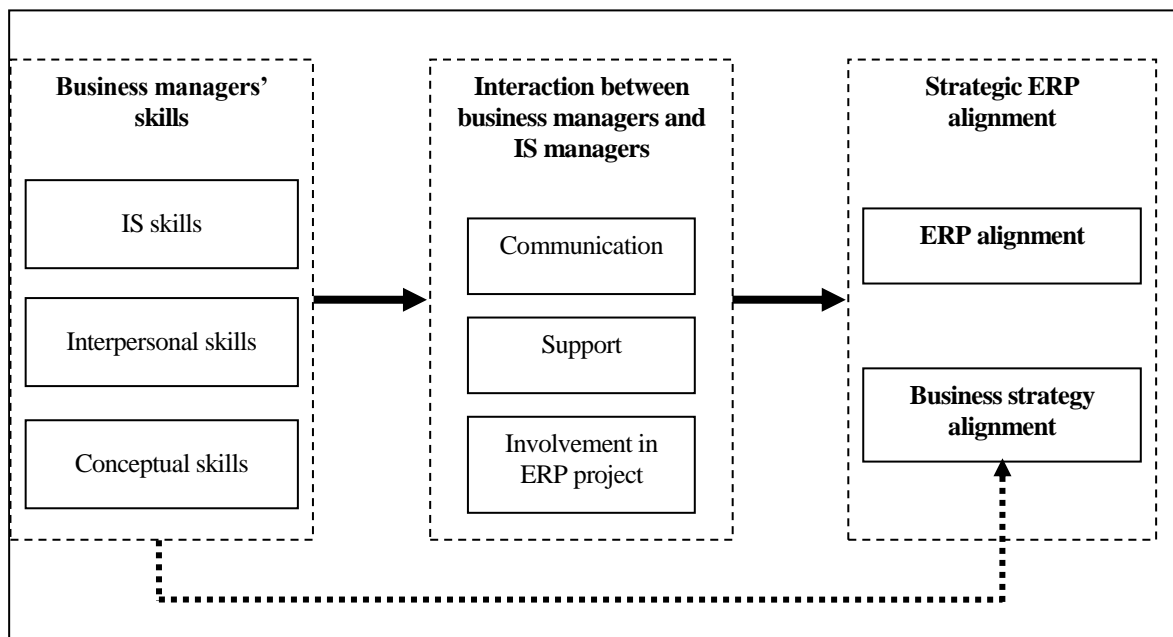 Business managers’
skills
IS skills
Interpersonal skills
Conceptual skills
Interaction between
business managers and
IS managers
Communication
Support
Involvement in
ERP project
Strategic ERP
alignment
ERP alignment
Business strategy
alignment